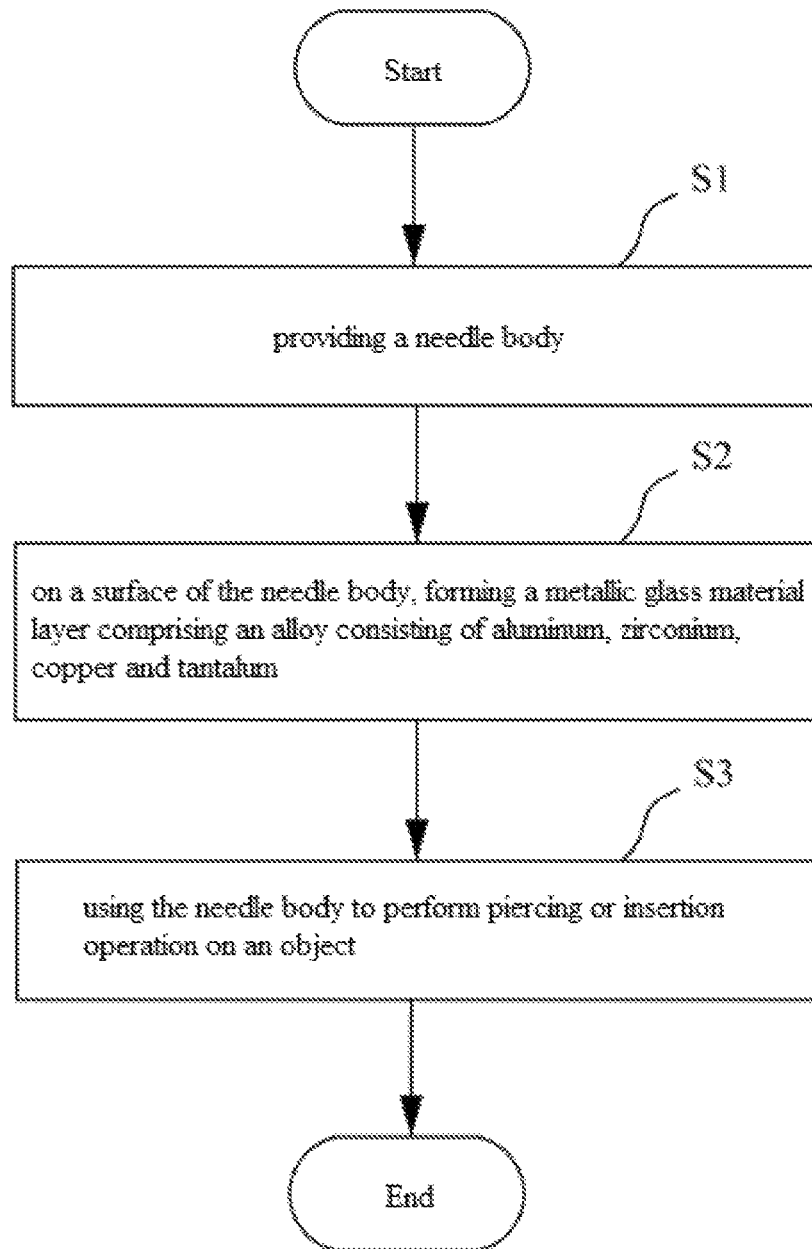 Start
S1
providing a needle body
S2
on a surface of the needle body, forming a metallic glass material
layer comprising an alloy consisting of aluminum, zirconium,
copper and tantalum
S3
using the needle body to perform piercing or insertion
operation on an object
End